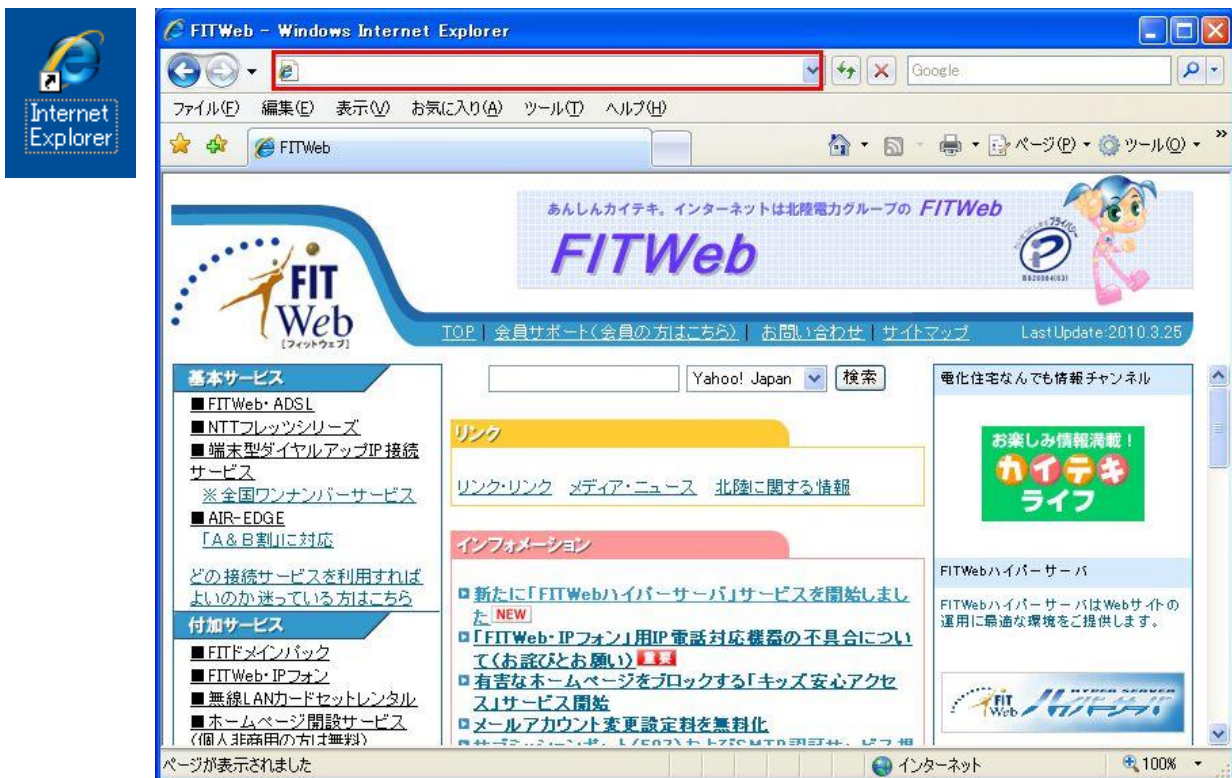 Internet
Explorer
FITWeb - Windows Internet Explorer
Google
ファイル(F) 編集(E) 表示(V) お気に入り(A) ツール(T) ヘルプ(H)
FITWeb
ページ(P) ツール(O)
あんしんカイテキ。インターネットは北陸電力グループの FITWeb
FITWeb
FIT
Web
[フィットウェブ]
TOP | 会員サポート(会員の方はこちら) | お問い合わせ | サイトマップ LastUpdate:2010.3.25
基本サービス
■FITWeb・ADSL
■NTTフレッツシリーズ
■端末型ダイヤルアップIP接続
サービス
※全国ワンナンバーサービス
■AIR-EDGE
「A&B割」に対応
どの接続サービスを利用すれば
よいのか迷っている方はこちら
付加サービス
■FITドメインパック
■FITWeb・IPフォン
■無線LANカードセットレンタル
■ホームページ開設サービス
(個人非商用の方は無料)
Yahoo! Japan 検索
リンク
リンク・リンク メディア・ニュース 北陸に関する情報
インフォメーション
新たに「FITWebハイパーサーバ」サービスを開始しまし
た NEW
「FITWeb・IPフォン」用IP電話対応機器の不具合につい
て(お詫びとお願い) 重要
有害なホームページをブロックする「キッズ安心アクセ
ス」サービス開始
メールアカウント変更設定料を無料化
電化住宅なんでも情報チャンネル
お楽しみ情報満載!
カイテキ
ライフ
FITWebハイパーサーバ
FITWebハイパーサーバはWebサイトの
運用に最適な環境をご提供します。
FIT
Web
HYPER SERVER
ページが表示されました インターネット 100%